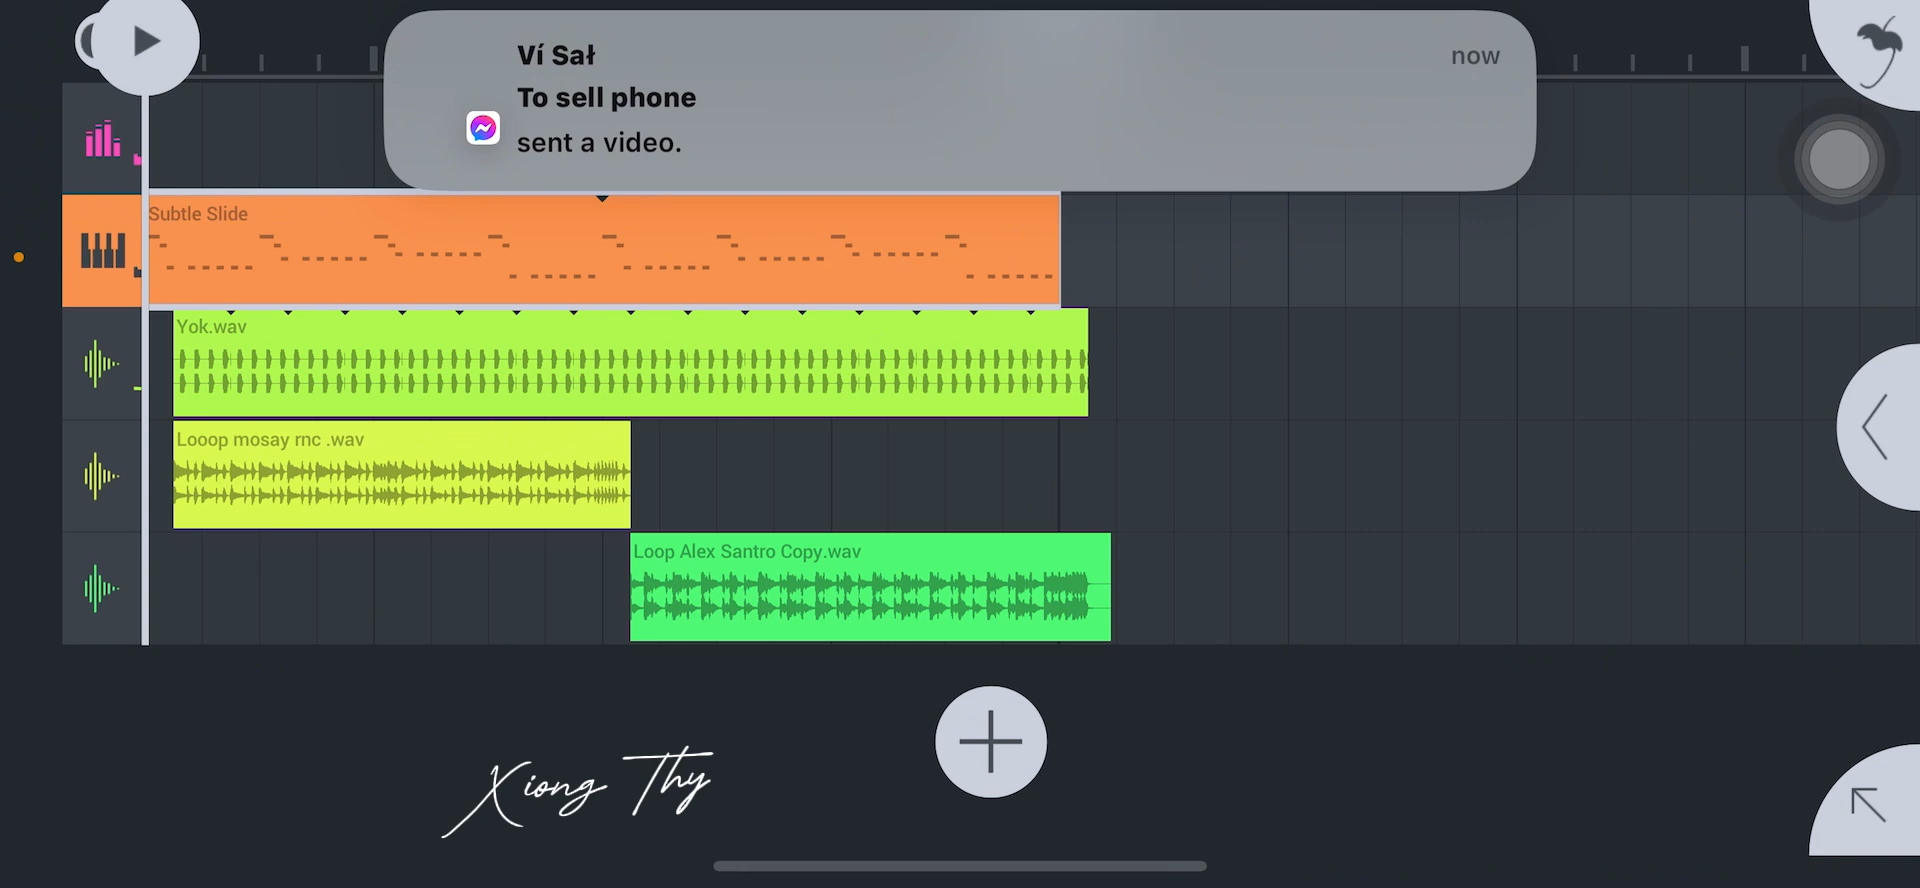 Ví Sał
now
To sell phone
sent a video.
Subtle Slide
Yok.wav
Looop mosay rnc .wav
Loop Alex Santro Copy.wav
Xiong Thy